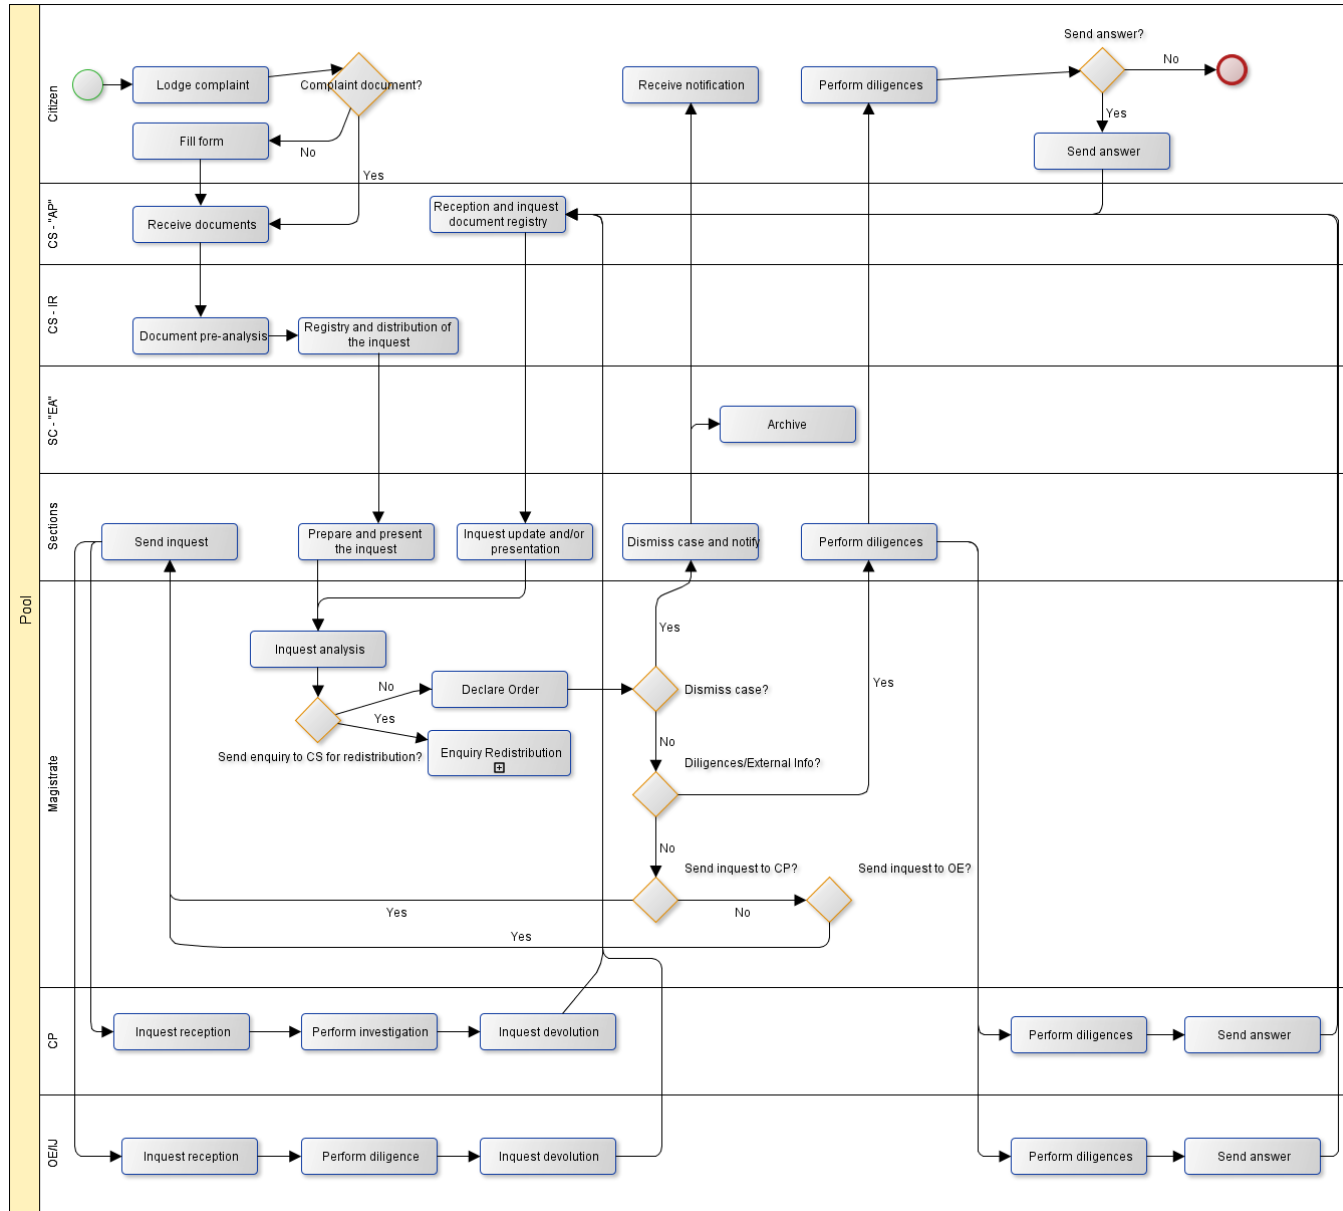 Pool
Citizen
Lodge complaint
Complaint document?
Fill form
No
Yes
Receive notification
Perform diligences
Send answer?
No
Yes
Send answer
CS - "AP"
Receive documents
Reception and inquest
document registry
CS - IR
Document pre-analysis
Registry and distribution of
the inquest
SC - "EA"
Archive
Sections
Send inquest
Prepare and present
the inquest
Inquest update and/or
presentation
Dismiss case and notify
Perform diligences
Magistrate
Inquest analysis
No
Declare Order
Yes
Enquiry Redistribution
Send enquiry to CS for redistribution?
Yes
Dismiss case?
No
Diligences/External Info?
Yes
No
Send inquest to CP?
Send inquest to OE?
Yes
No
Yes
CP
Inquest reception
Perform investigation
Inquest devolution
Perform diligences
Send answer
OE/IJ
Inquest reception
Perform diligence
Inquest devolution
Perform diligences
Send answer